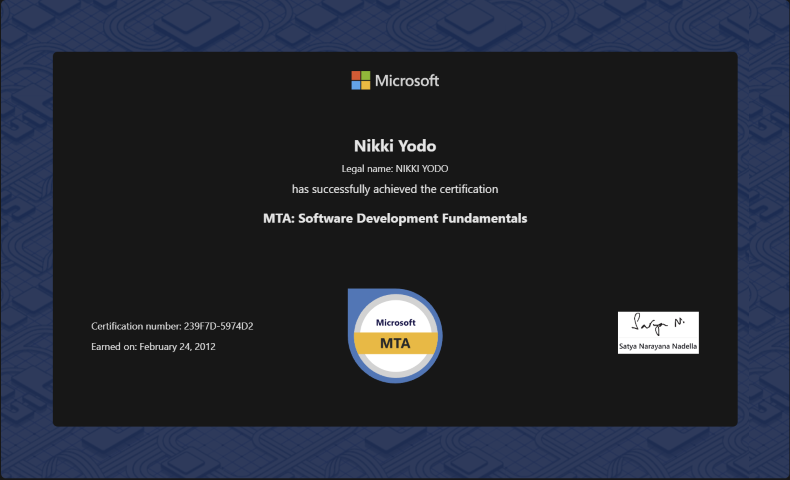 Microsoft
Nikki Yodo
Legal name: NIKKI YODO
has successfully achieved the certification
MTA: Software Development Fundamentals
Certification number: 239F7D-5974D2
Earned on: February 24, 2012
Microsoft
MTA
Satya N.
Satya Narayana Nadella